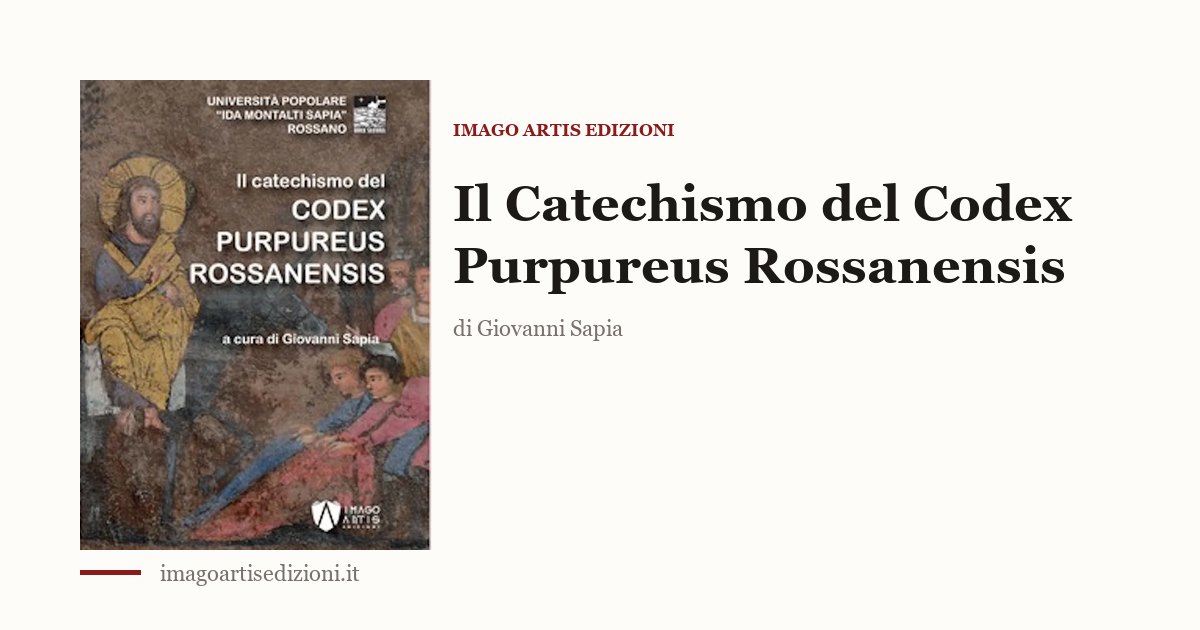 UNIVERSITÀ POPOLARE
"IDA MONTALTI SAPIA"
ROSSANO
Il catechismo del
CODEX
PURPUREUS
ROSSANENSIS
a cura di Giovanni Sapia
IMAGO
ARTIS
EDIZIONI
IMAGO ARTIS EDIZIONI
Il Catechismo del Codex
Purpureus Rossanensis
di Giovanni Sapia
imagoartisedizioni.it